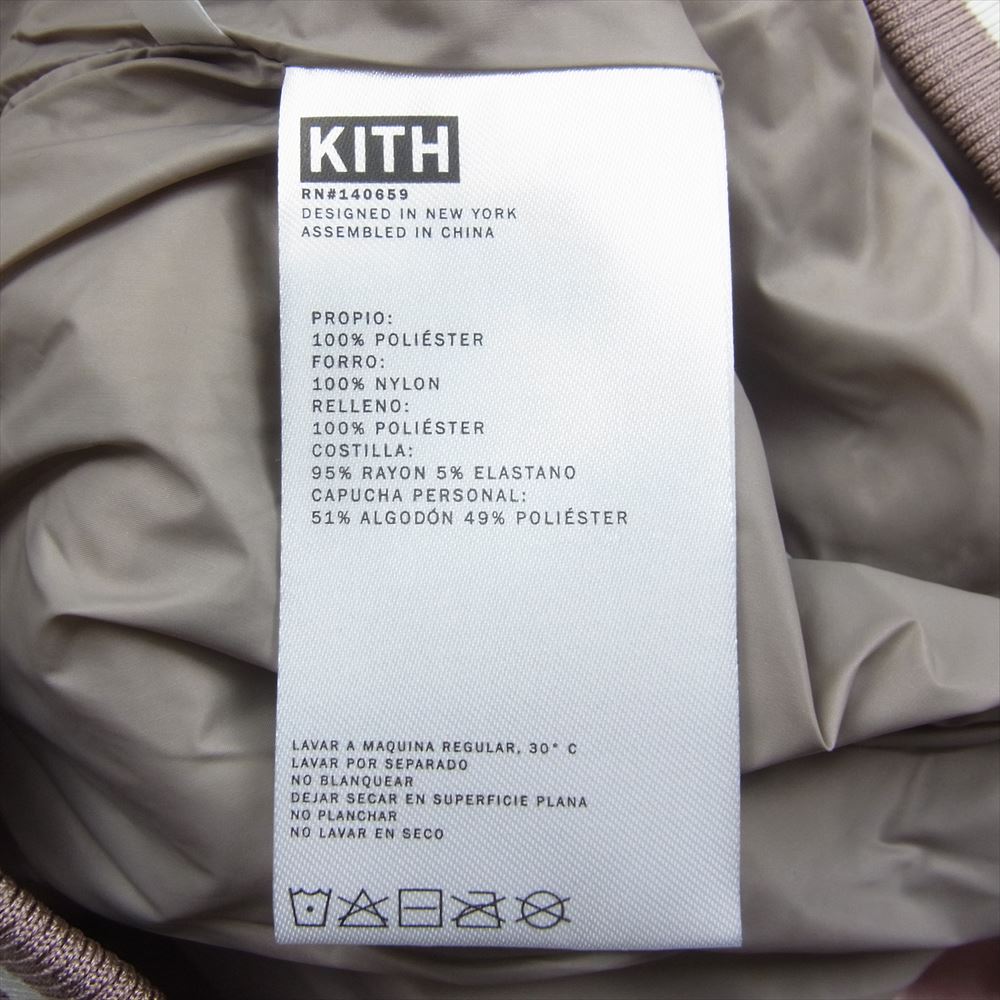 KITH
RN#140659
DESIGNED IN NEW YORK
ASSEMBLED IN CHINA
PROPIO:
100% POLIÉSTER
FORRO:
100% NYLON
RELLENO:
100% POLIÉSTER
COSTILLA:
95% RAYON 5% ELASTANO
CAPUCHA PERSONAL:
51% ALGODÓN 49% POLIÉSTER
LAVAR A MAQUINA REGULAR, 30° C
LAVAR POR SEPARADO
NO BLANQUEAR
DEJAR SECAR EN SUPERFICIE PLANA
NO PLANCHAR
NO LAVAR EN SECO